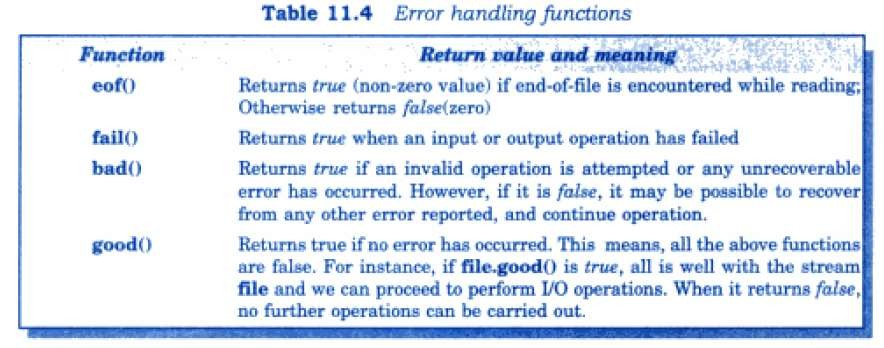 Table 11.4 Error handling functions
Function Return value and meaning
eof() Returns true (non-zero value) if end-of-file is encountered while reading;
Otherwise returns false(zero)
fail() Returns true when an input or output operation has failed
bad() Returns true if an invalid operation is attempted or any unrecoverable
error has occurred. However, if it is false, it may be possible to recover
from any other error reported, and continue operation.
good() Returns true if no error has occurred. This means, all the above functions
are false. For instance, if file.good() is true, all is well with the stream
file and we can proceed to perform I/O operations. When it returns false,
no further operations can be carried out.